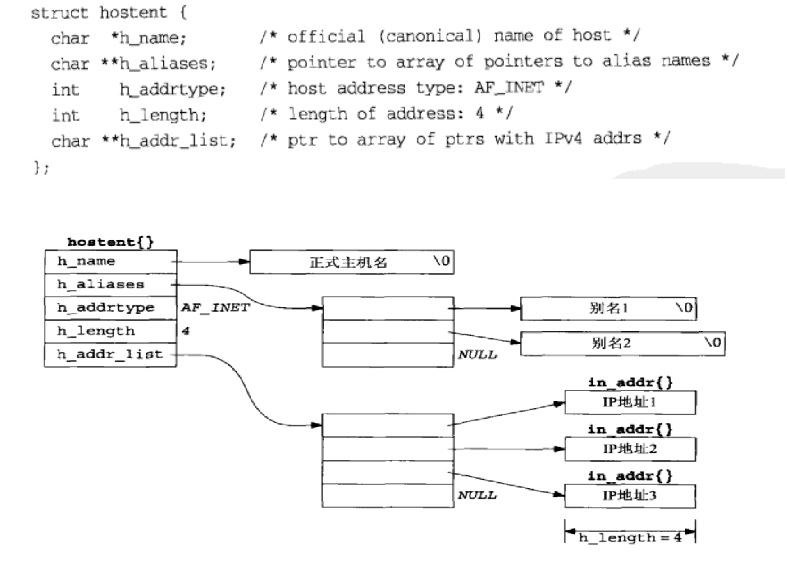 struct hostent {
char *h_name; /* official (canonical) name of host */
char **h_aliases; /* pointer to array of pointers to alias names */
int h_addrtype; /* host address type: AF_INET */
int h_length; /* length of address: 4 */
char **h_addr_list; /* ptr to array of ptrs with IPv4 addrs */
};
hostent{}
h_name
正式主机名 \0
h_aliases
h_addrtype AF_INET
别名1 \0
h_length 4
别名2 \0
h_addr_list
NULL
in_addr{}
IP地址1
in_addr{}
IP地址2
in_addr{}
NULL
IP地址3
h_length = 4